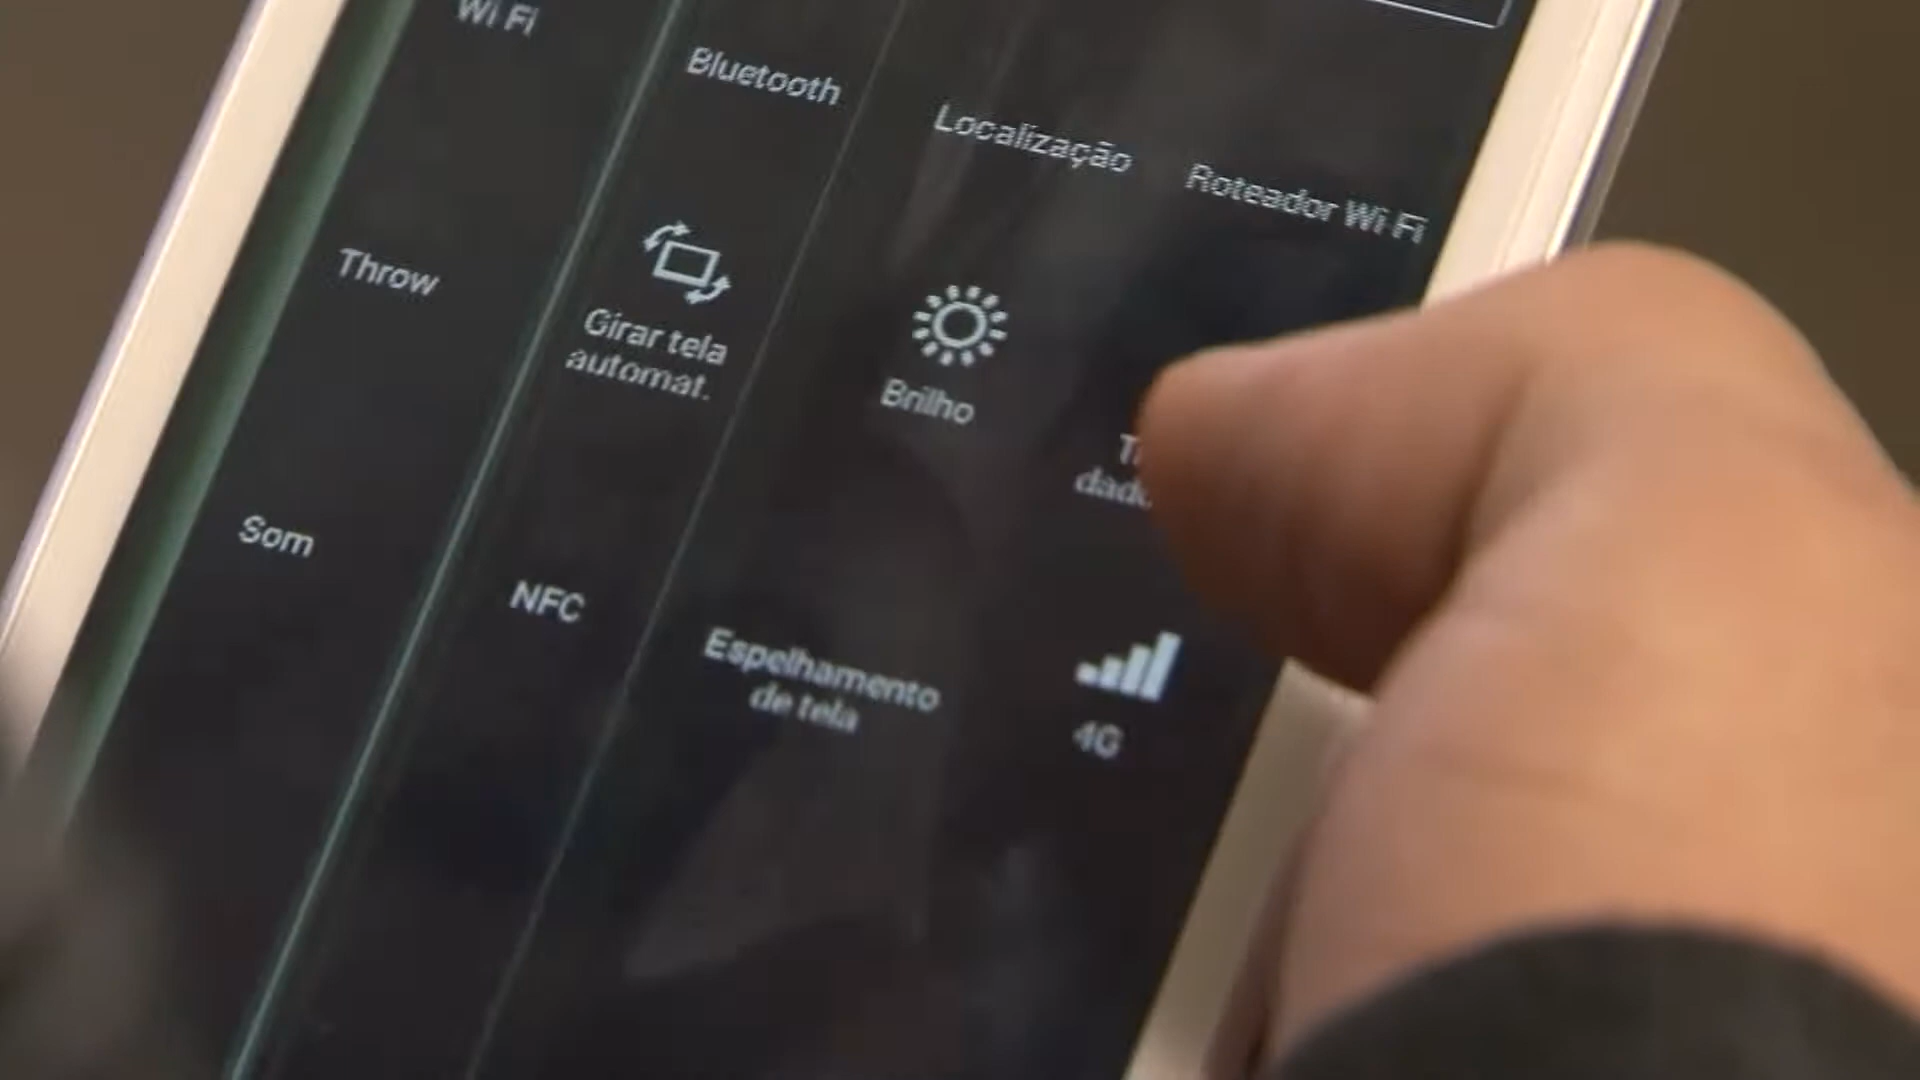 Wi Fi
Bluetooth
Localização
Roteador Wi-Fi
Throw
Girar tela
automat.
Brilho
Som
NFC
Espelhamento
de tela
4G